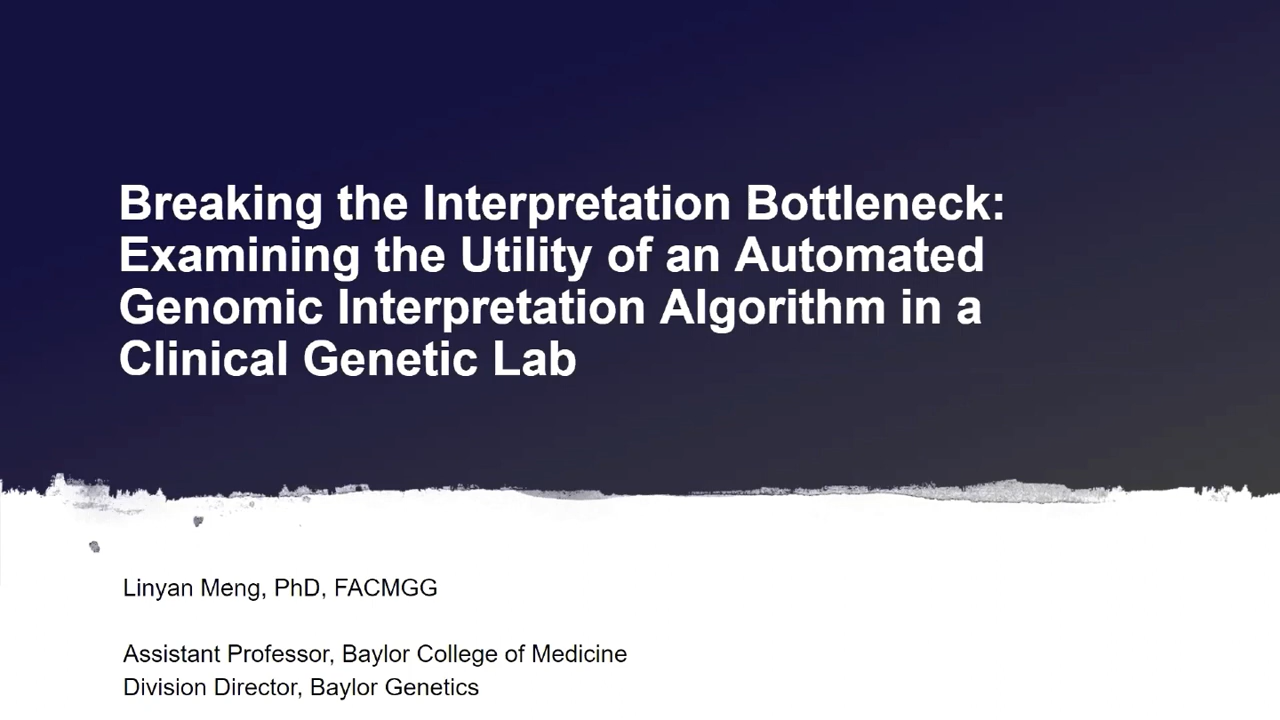 Breaking the Interpretation Bottleneck:
Examining the Utility of an Automated
Genomic Interpretation Algorithm in a
Clinical Genetic Lab
Linyan Meng, PhD, FACMGG
Assistant Professor, Baylor College of Medicine
Division Director, Baylor Genetics